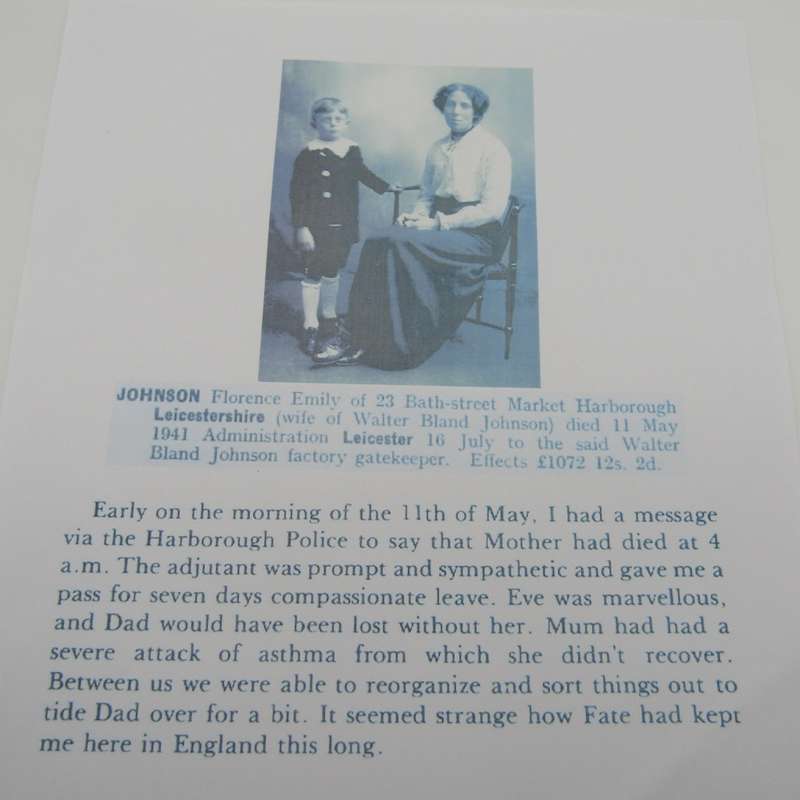 JOHNSON Florence Emily of 23 Bath-street Market Harborough
Leicestershire (wife of Walter Bland Johnson) died 11 May
1941 Administration Leicester 16 July to the said Walter
Bland Johnson factory gatekeeper. Effects £1072 12s. 2d.
Early on the morning of the 11th of May, I had a message
via the Harborough Police to say that Mother had died at 4
a.m. The adjutant was prompt and sympathetic and gave me a
pass for seven days compassionate leave. Eve was marvellous,
and Dad would have been lost without her. Mum had had a
severe attack of asthma from which she didn't recover.
Between us we were able to reorganize and sort things out to
tide Dad over for a bit. It seemed strange how Fate had kept
me here in England this long.